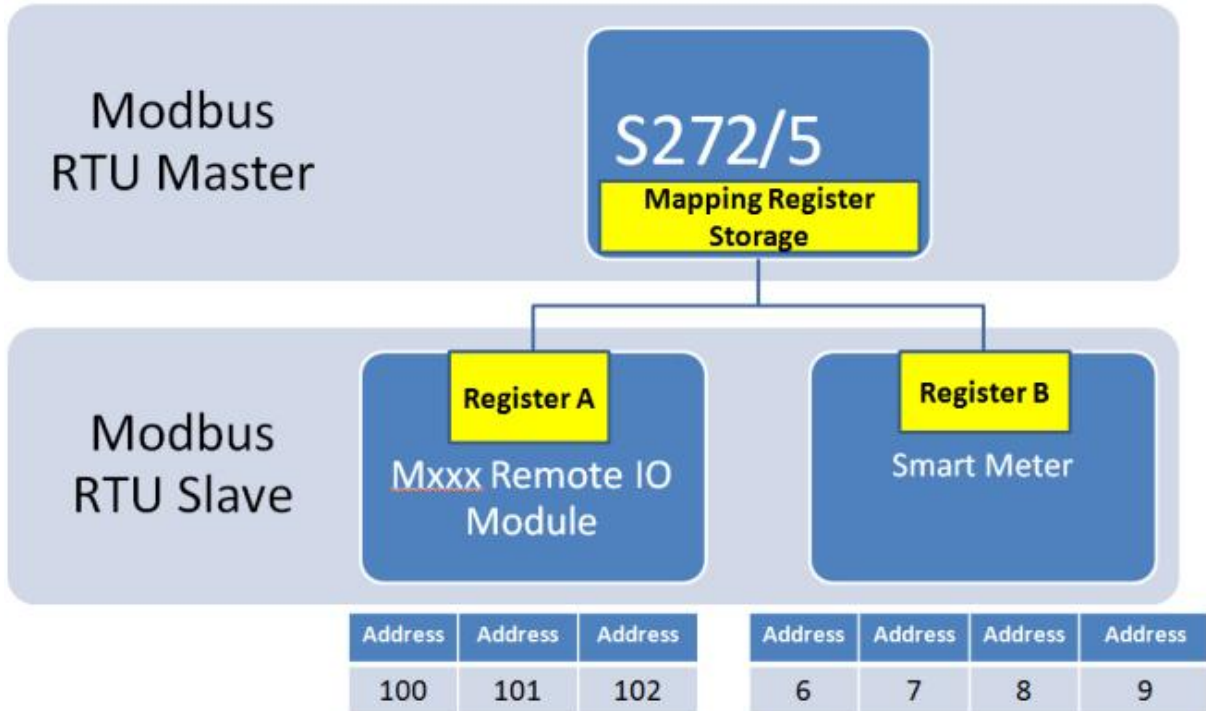 Modbus
RTU Master
S272/5
Mapping Register
Storage
Modbus
RTU Slave
Register A
Mxxx Remote IO
Module
Register B
Smart Meter
Address Address Address
100 101 102
Address Address Address Address
6 7 8 9